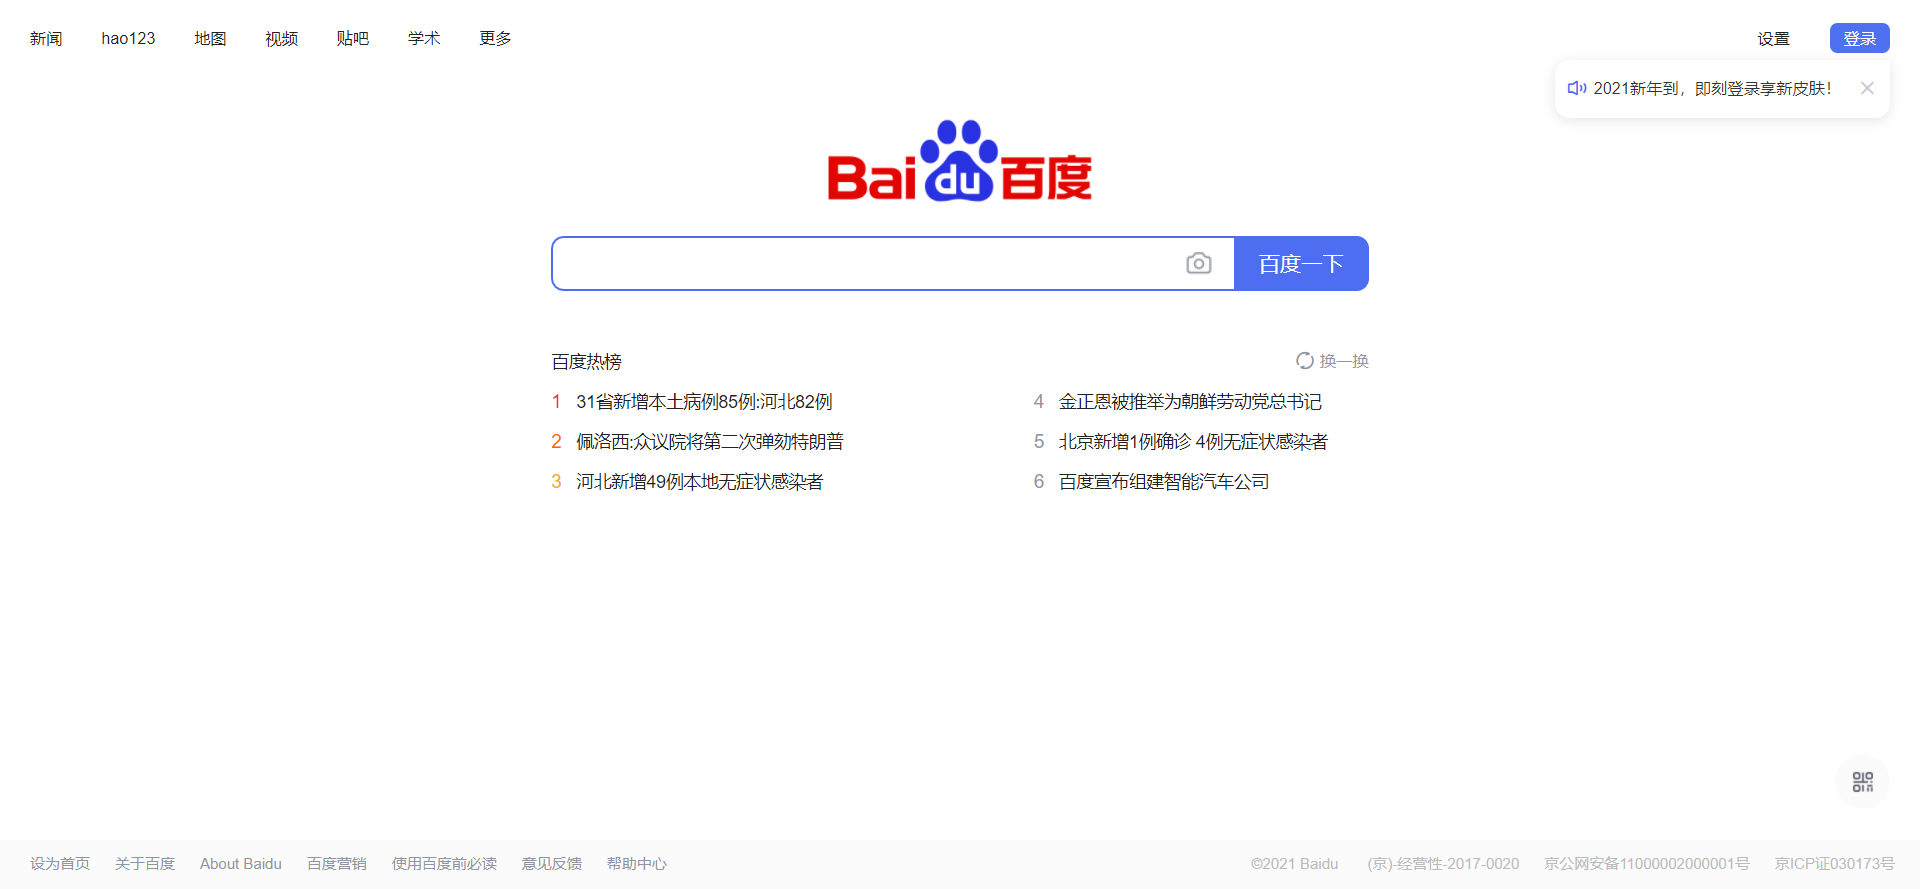 新闻 hao123 地图 视频 贴吧 学术 更多 设置 登录
2021新年到，即刻登录享新皮肤！
Bai du 百度
百度一下
百度热榜 换一换
1 31省新增本土病例85例:河北82例
2 佩洛西:众议院将第二次弹劾特朗普
3 河北新增49例本地无症状感染者
4 金正恩被推举为朝鲜劳动党总书记
5 北京新增1例确诊 4例无症状感染者
6 百度宣布组建智能汽车公司
设为首页 关于百度 About Baidu 百度营销 使用百度前必读 意见反馈 帮助中心 ©2021 Baidu (京)-经营性-2017-0020 京公网安备11000002000001号 京ICP证030173号